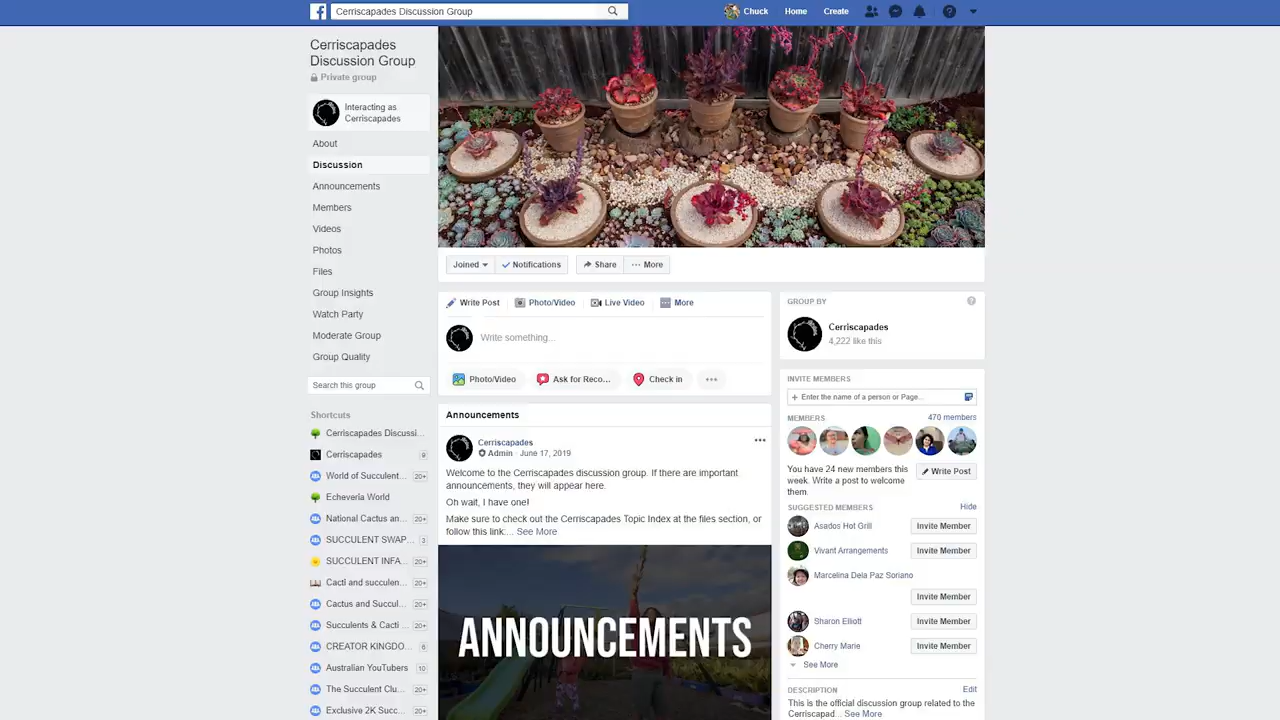 Cerriscapades Discussion Group
Chuck
Home
Create
Cerriscapades
Discussion Group
Private group
Interacting as
Cerriscapades
About
Discussion
Announcements
Members
Videos
Photos
Files
Group Insights
Watch Party
Moderate Group
Group Quality
Search this group
Shortcuts
Cerriscapades Discussi...
Cerriscapades 9
World of Succulent... 20+
Echeveria World
National Cactus an... 20+
SUCCULENT SWAP... 3
SUCCULENT INFA... 20+
Cacti and succulen... 20+
Cactus and Succul... 20+
Succulents & Cacti ... 20+
CREATOR KINGDO... 6
Australian YouTubers 10
The Succulent Clu... 20+
Exclusive 2K Succ... 20+
Joined
Notifications
Share
More
Write Post
Photo/Video
Live Video
More
Write something...
Photo/Video
Ask for Reco...
Check in
Announcements
Cerriscapades
Admin · June 17, 2019
Welcome to the Cerriscapades discussion group. If there are important
announcements, they will appear here.
Oh wait, I have one!
Make sure to check out the Cerriscapades Topic Index at the files section, or
follow this link:... See More
ANNOUNCEMENTS
GROUP BY
Cerriscapades
4,222 like this
INVITE MEMBERS
+ Enter the name of a person or Page...
MEMBERS
470 members
You have 24 new members this
week. Write a post to welcome
them.
Write Post
SUGGESTED MEMBERS
Hide
Asados Hot Grill
Invite Member
Vivant Arrangements
Invite Member
Marcelina Dela Paz Soriano
Invite Member
Sharon Elliott
Invite Member
Cherry Marie
Invite Member
See More
DESCRIPTION
Edit
This is the official discussion group related to the
Cerriscapad... See More